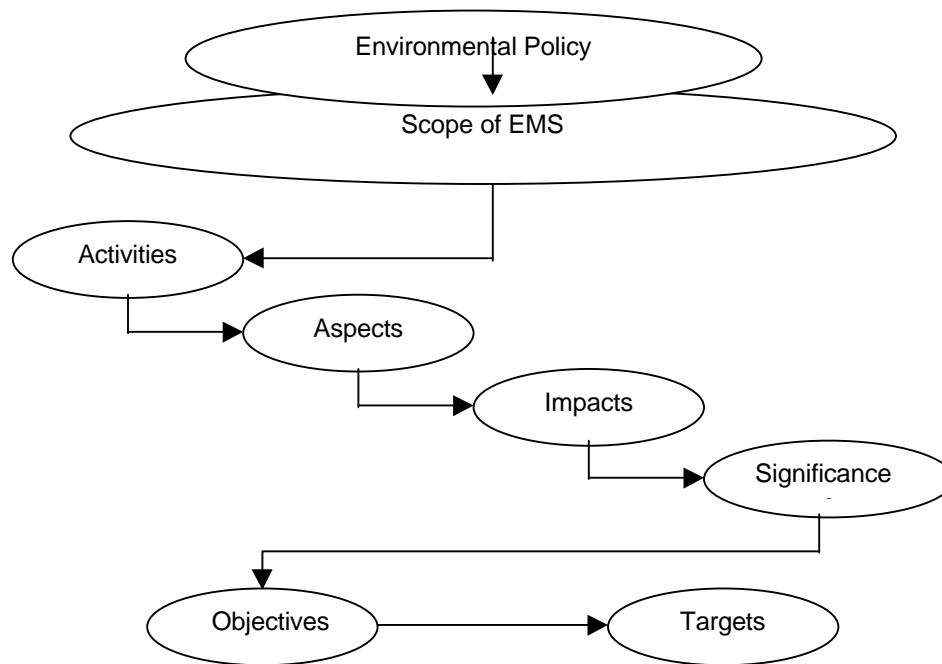 Environmental Policy
Scope of EMS
Activities
Aspects
Impacts
Significance
Objectives
Targets